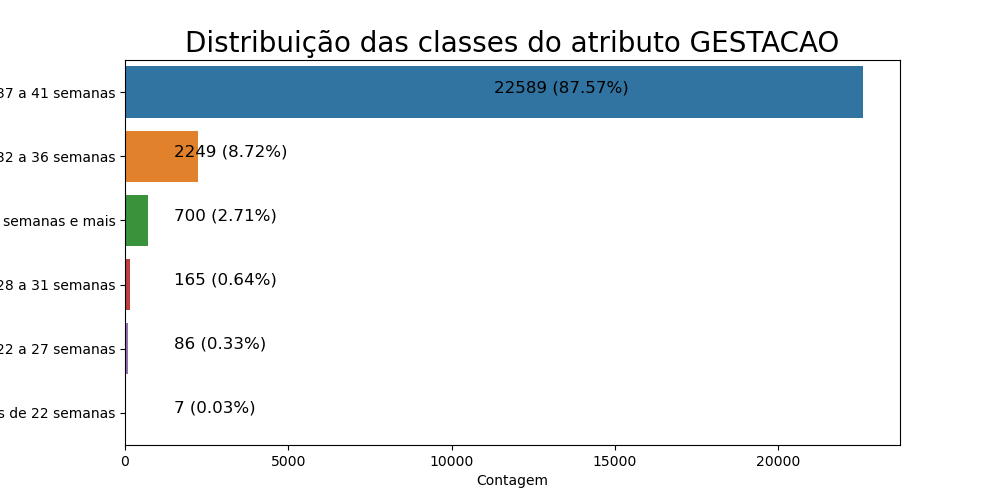 Distribuição das classes do atributo GESTACAO
37 a 41 semanas
22589 (87.57%)
32 a 36 semanas
2249 (8.72%)
semanas e mais
700 (2.71%)
28 a 31 semanas
165 (0.64%)
22 a 27 semanas
86 (0.33%)
s de 22 semanas
7 (0.03%)
0 5000 10000 15000 20000
Contagem